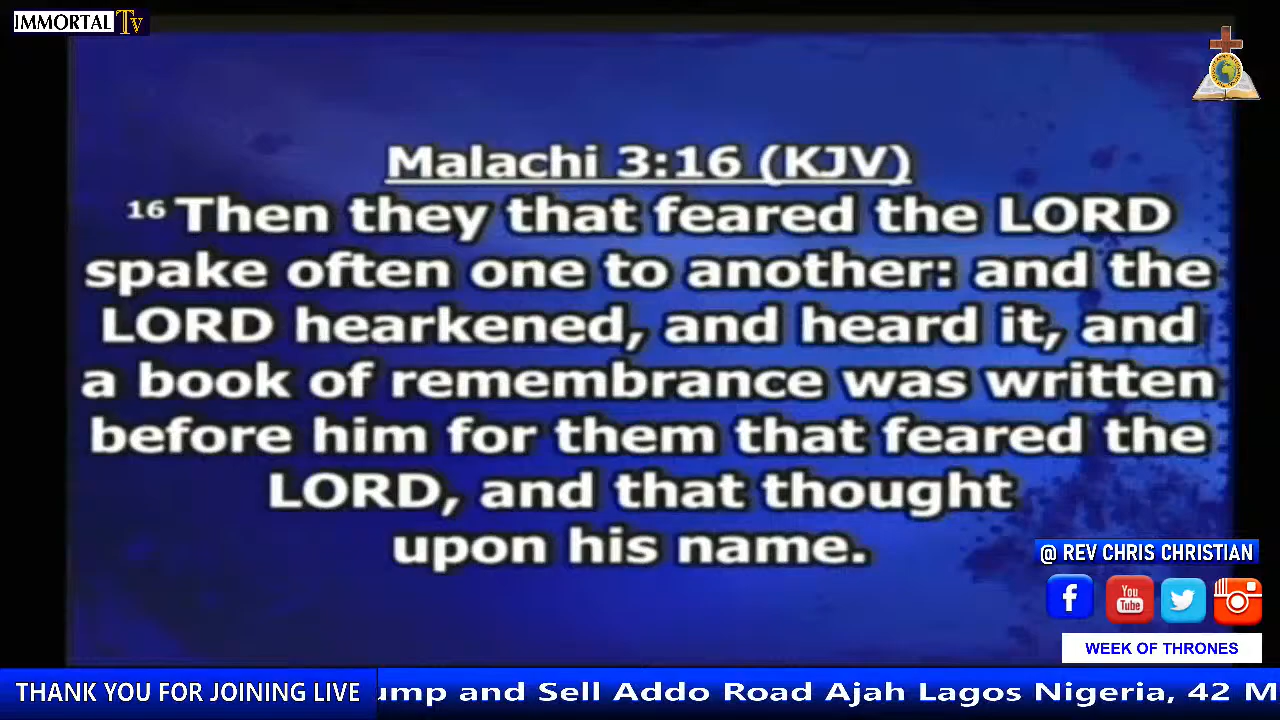 IMMORTAL Tv
Malachi 3:16 (KJV)
16 Then they that feared the LORD
spake often one to another: and the
LORD hearkened, and heard it, and
a book of remembrance was written
before him for them that feared the
LORD, and that thought
upon his name.
@ REV CHRIS CHRISTIAN
f You Tube
WEEK OF THRONES
THANK YOU FOR JOINING LIVE
ump and Sell Addo Road Ajah Lagos Nigeria, 42 M